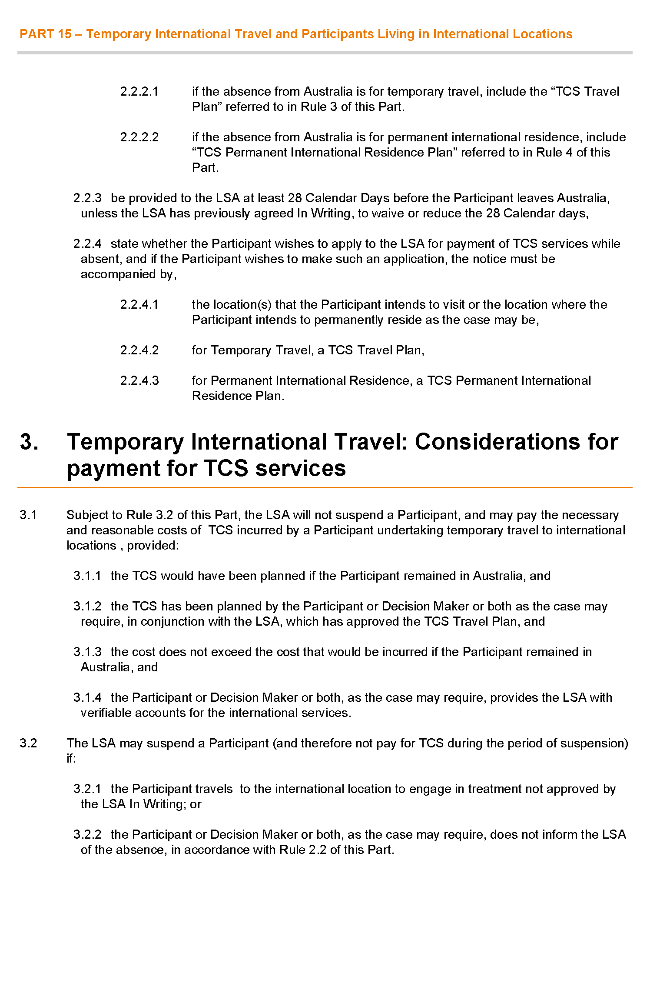 PART 15 – Temporary International Travel and Participants Living in International Locations
2.2.2.1 if the absence from Australia is for temporary travel, include the “TCS Travel
Plan” referred to in Rule 3 of this Part.
2.2.2.2 if the absence from Australia is for permanent international residence, include
“TCS Permanent International Residence Plan” referred to in Rule 4 of this
Part.
2.2.3 be provided to the LSA at least 28 Calendar Days before the Participant leaves Australia,
unless the LSA has previously agreed In Writing, to waive or reduce the 28 Calendar days,
2.2.4 state whether the Participant wishes to apply to the LSA for payment of TCS services while
absent, and if the Participant wishes to make such an application, the notice must be
accompanied by,
2.2.4.1 the location(s) that the Participant intends to visit or the location where the
Participant intends to permanently reside as the case may be,
2.2.4.2 for Temporary Travel, a TCS Travel Plan,
2.2.4.3 for Permanent International Residence, a TCS Permanent International
Residence Plan.
3. Temporary International Travel: Considerations for
payment for TCS services
3.1 Subject to Rule 3.2 of this Part, the LSA will not suspend a Participant, and may pay the necessary
and reasonable costs of TCS incurred by a Participant undertaking temporary travel to international
locations , provided:
3.1.1 the TCS would have been planned if the Participant remained in Australia, and
3.1.2 the TCS has been planned by the Participant or Decision Maker or both as the case may
require, in conjunction with the LSA, which has approved the TCS Travel Plan, and
3.1.3 the cost does not exceed the cost that would be incurred if the Participant remained in
Australia, and
3.1.4 the Participant or Decision Maker or both, as the case may require, provides the LSA with
verifiable accounts for the international services.
3.2 The LSA may suspend a Participant (and therefore not pay for TCS during the period of suspension)
if:
3.2.1 the Participant travels to the international location to engage in treatment not approved by
the LSA In Writing; or
3.2.2 the Participant or Decision Maker or both, as the case may require, does not inform the LSA
of the absence, in accordance with Rule 2.2 of this Part.